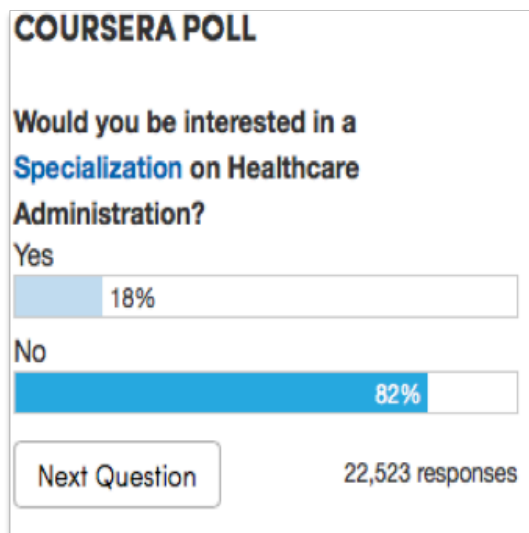 COURSERA POLL
Would you be interested in a
Specialization on Healthcare
Administration?
Yes
18%
No
82%
Next Question
22,523 responses